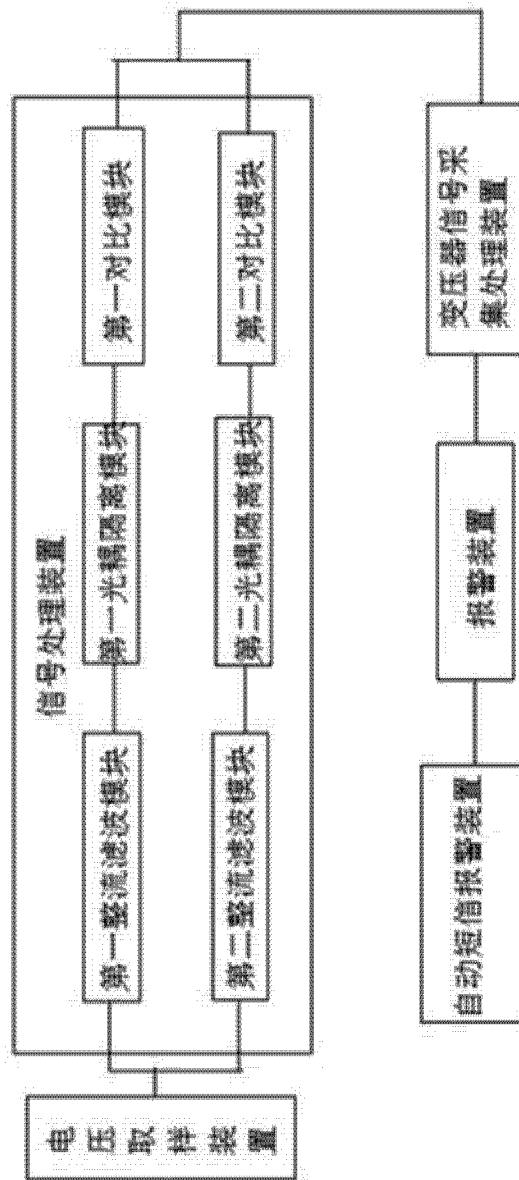 信号处理装置
电压取样装置
第一整流滤波模块
第一光耦隔离模块
第一对比模块
第二整流滤波模块
第二光耦隔离模块
第二对比模块
变压器信号采
集处理装置
报警装置
自动短信报警装置